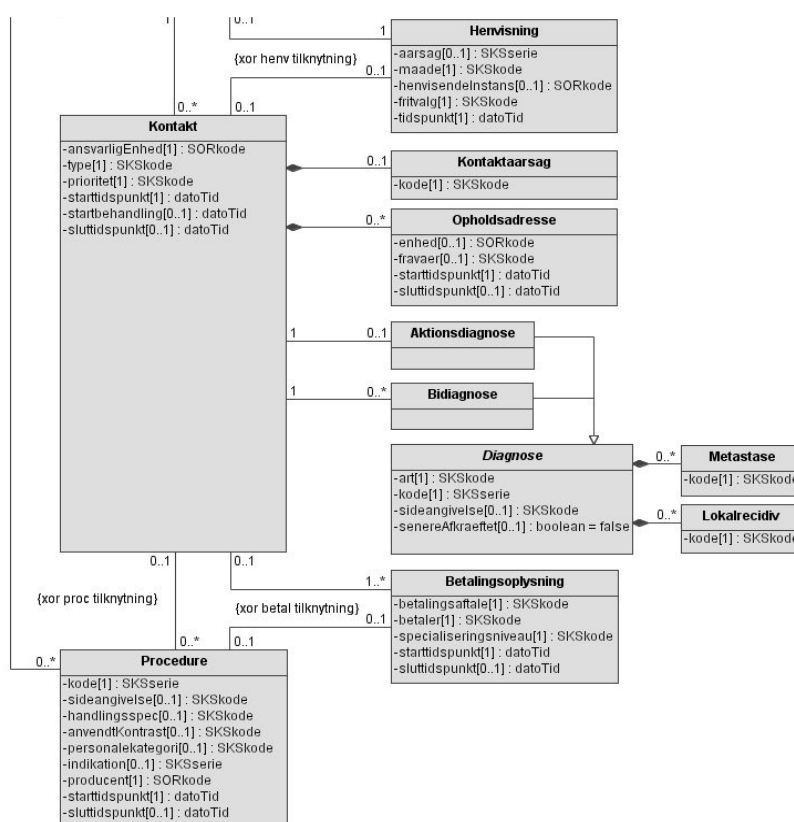 1
0..1
1
Henvisning
-aarsag[0..1] : SKSserie
-maade[1] : SKSkode
-henvisendeInstans[0..1] : SORkode
-fritvalg[1] : SKSkode
-tidspunkt[1] : datoTid
{xor henv tilknytning}
0..1
0..*
0..1
Kontakt
-ansvarligEnhed[1] : SORkode
-type[1] : SKSkode
-prioritet[1] : SKSkode
-starttidspunkt[1] : datoTid
-startbehandling[0..1] : datoTid
-sluttidspunkt[0..1] : datoTid
0..1
Kontaktaarsag
-kode[1] : SKSkode
0..*
Opholdsadresse
-enhed[0..1] : SORkode
-fravaer[0..1] : SKSkode
-starttidspunkt[1] : datoTid
-sluttidspunkt[0..1] : datoTid
1
0..1
Aktionsdiagnose
1
0..*
Bidiagnose
Diagnose
-art[1] : SKSkode
-kode[1] : SKSserie
-sideangivelse[0..1] : SKSkode
-senereAfkraeftet[0..1] : boolean = false
0..*
Metastase
-kode[1] : SKSkode
0..*
Lokalrecidiv
-kode[1] : SKSkode
0..1
0..1
1..*
Betalingsoplysning
-betalingsaftale[1] : SKSkode
-betaler[1] : SKSkode
-specialiseringsniveau[1] : SKSkode
-starttidspunkt[1] : datoTid
-sluttidspunkt[0..1] : datoTid
{xor proc tilknytning}
{xor betal tilknytning}
0..1
0..*
0..*
0..1
Procedure
-kode[1] : SKSserie
-sideangivelse[0..1] : SKSkode
-handlingsspec[0..1] : SKSkode
-anvendtKontrast[0..1] : SKSkode
-personalekategori[0..1] : SKSkode
-indikation[0..1] : SKSserie
-producent[1] : SORkode
-starttidspunkt[1] : datoTid
-sluttidspunkt[0..1] : datoTid